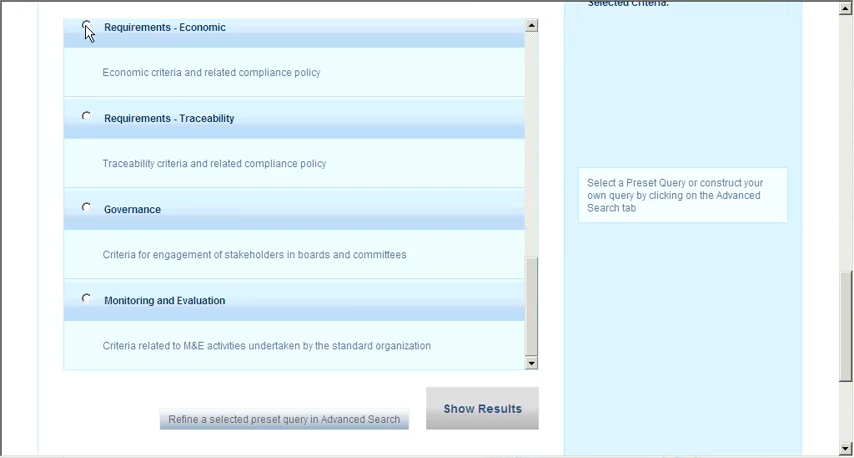 Selected Criteria:
Requirements - Economic
Economic criteria and related compliance policy
Requirements - Traceability
Traceability criteria and related compliance policy
Governance
Criteria for engagement of stakeholders in boards and committees
Monitoring and Evaluation
Criteria related to M&E activities undertaken by the standard organization
Refine a selected preset query in Advanced Search
Show Results
Select a Preset Query or construct your
own query by clicking on the Advanced
Search tab